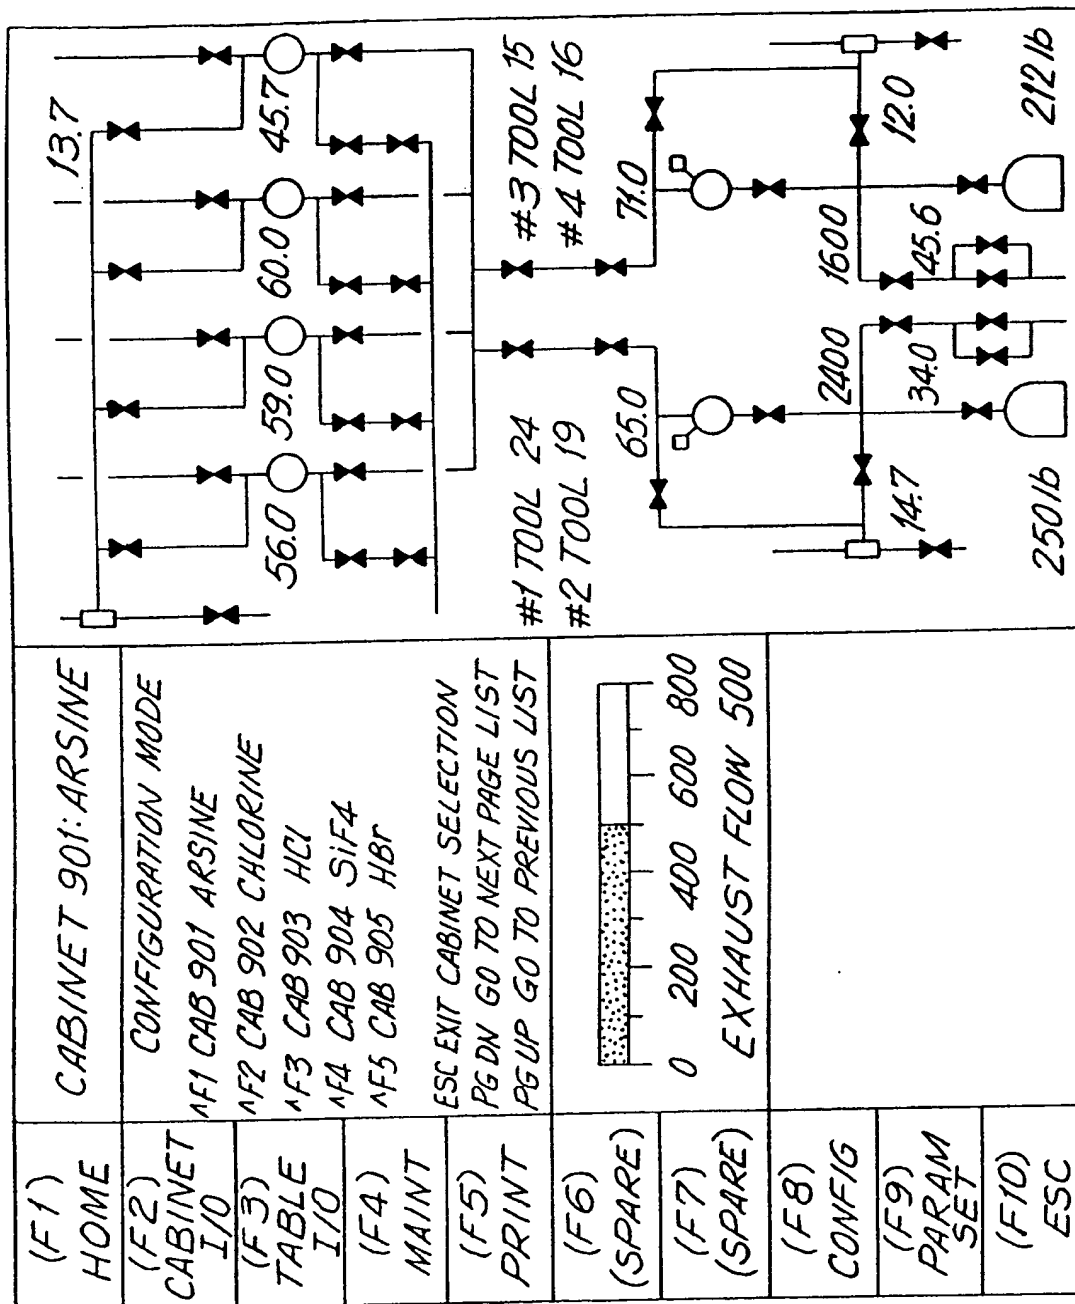 (F1)
HOME
(F2)
CABINET
I/O
(F3)
TABLE
I/O
(F4)
MAINT
(F5)
PRINT
(F6)
(SPARE)
(F7)
(SPARE)
(F8)
CONFIG
(F9)
PARAM
SET
(F10)
ESC
CABINET 901: ARSINE
CONFIGURATION MODE
^F1 CAB 901 ARSINE
^F2 CAB 902 CHLORINE
^F3 CAB 903 HCl
^F4 CAB 904 SiF4
^F5 CAB 905 HBr
ESC EXIT CABINET SELECTION
PG DN GO TO NEXT PAGE LIST
PG UP GO TO PREVIOUS LIST
0 200 400 600 800
EXHAUST FLOW 500
13.7
56.0 59.0 60.0 45.7
#1 TOOL 24
#2 TOOL 19
#3 TOOL 15
#4 TOOL 16
65.0 71.0
2400 1600
14.7 12.0
34.0 45.6
250 lb 212 lb